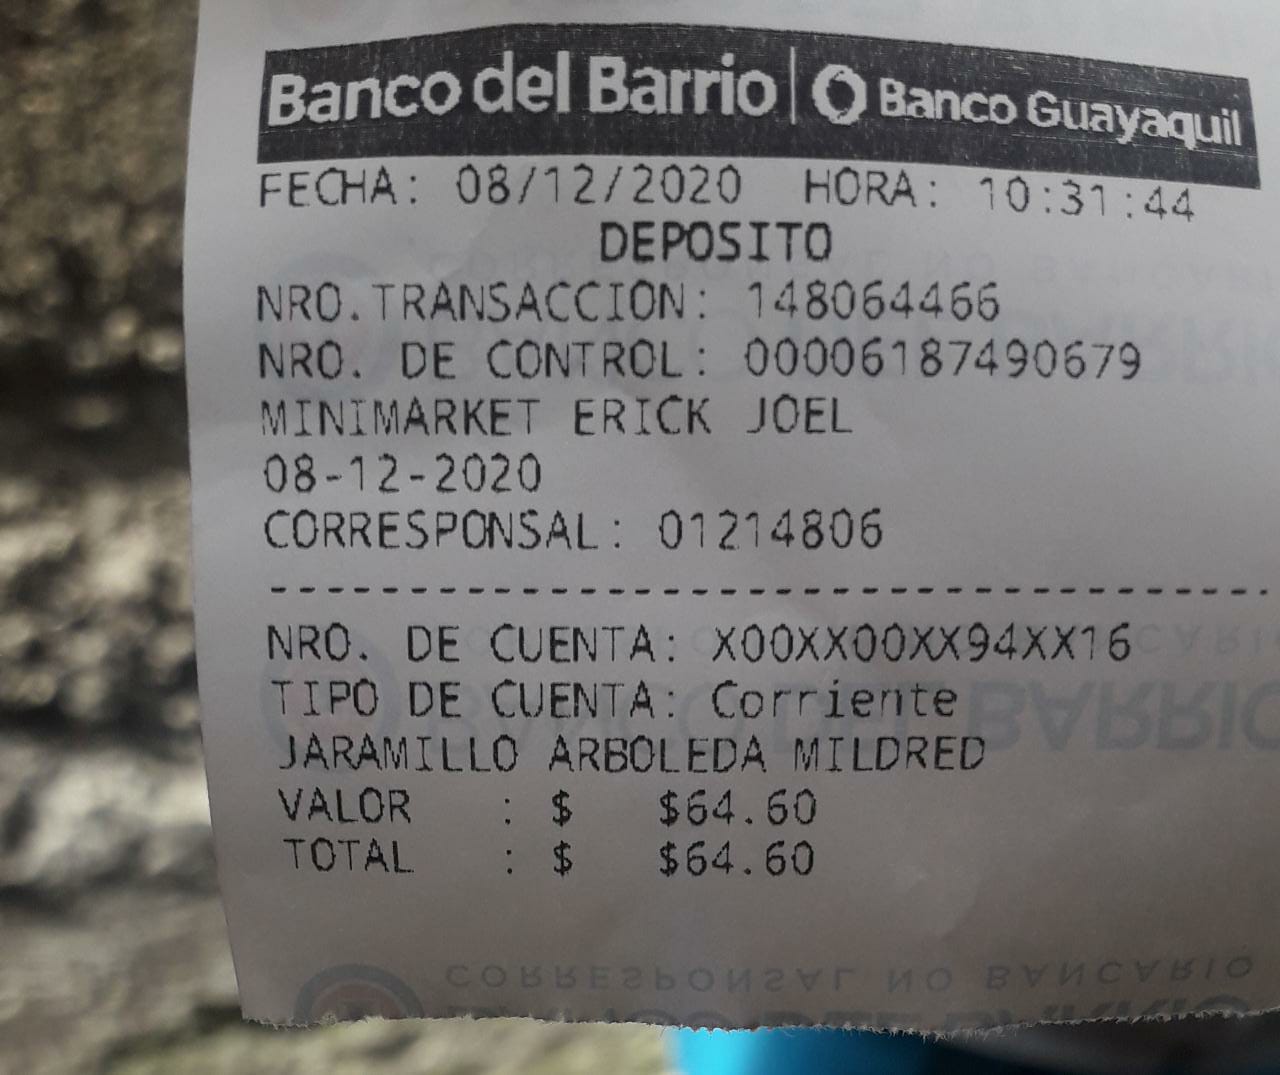 Banco del Barrio | Banco Guayaquil
FECHA: 08/12/2020 HORA: 10:31:44
DEPOSITO
NRO.TRANSACCION: 148064466
NRO. DE CONTROL: 00006187490679
MINIMARKET ERICK JOEL
08-12-2020
CORRESPONSAL: 01214806
NRO. DE CUENTA: X00XX00XX94XX16
TIPO DE CUENTA: Corriente
JARAMILLO ARBOLEDA MILDRED
VALOR : $ $64.60
TOTAL : $ $64.60
CORRESPONSAL NO BANCARIO